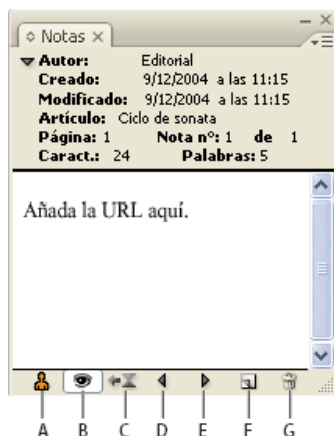 Notas
Autor: Editorial
Creado: 9/12/2004 a las 11:15
Modificado: 9/12/2004 a las 11:15
Artículo: Ciclo de sonata
Página: 1 Nota nº: 1 de 1
Caract.: 24 Palabras: 5
Añada la URL aquí.
A B C D E F G